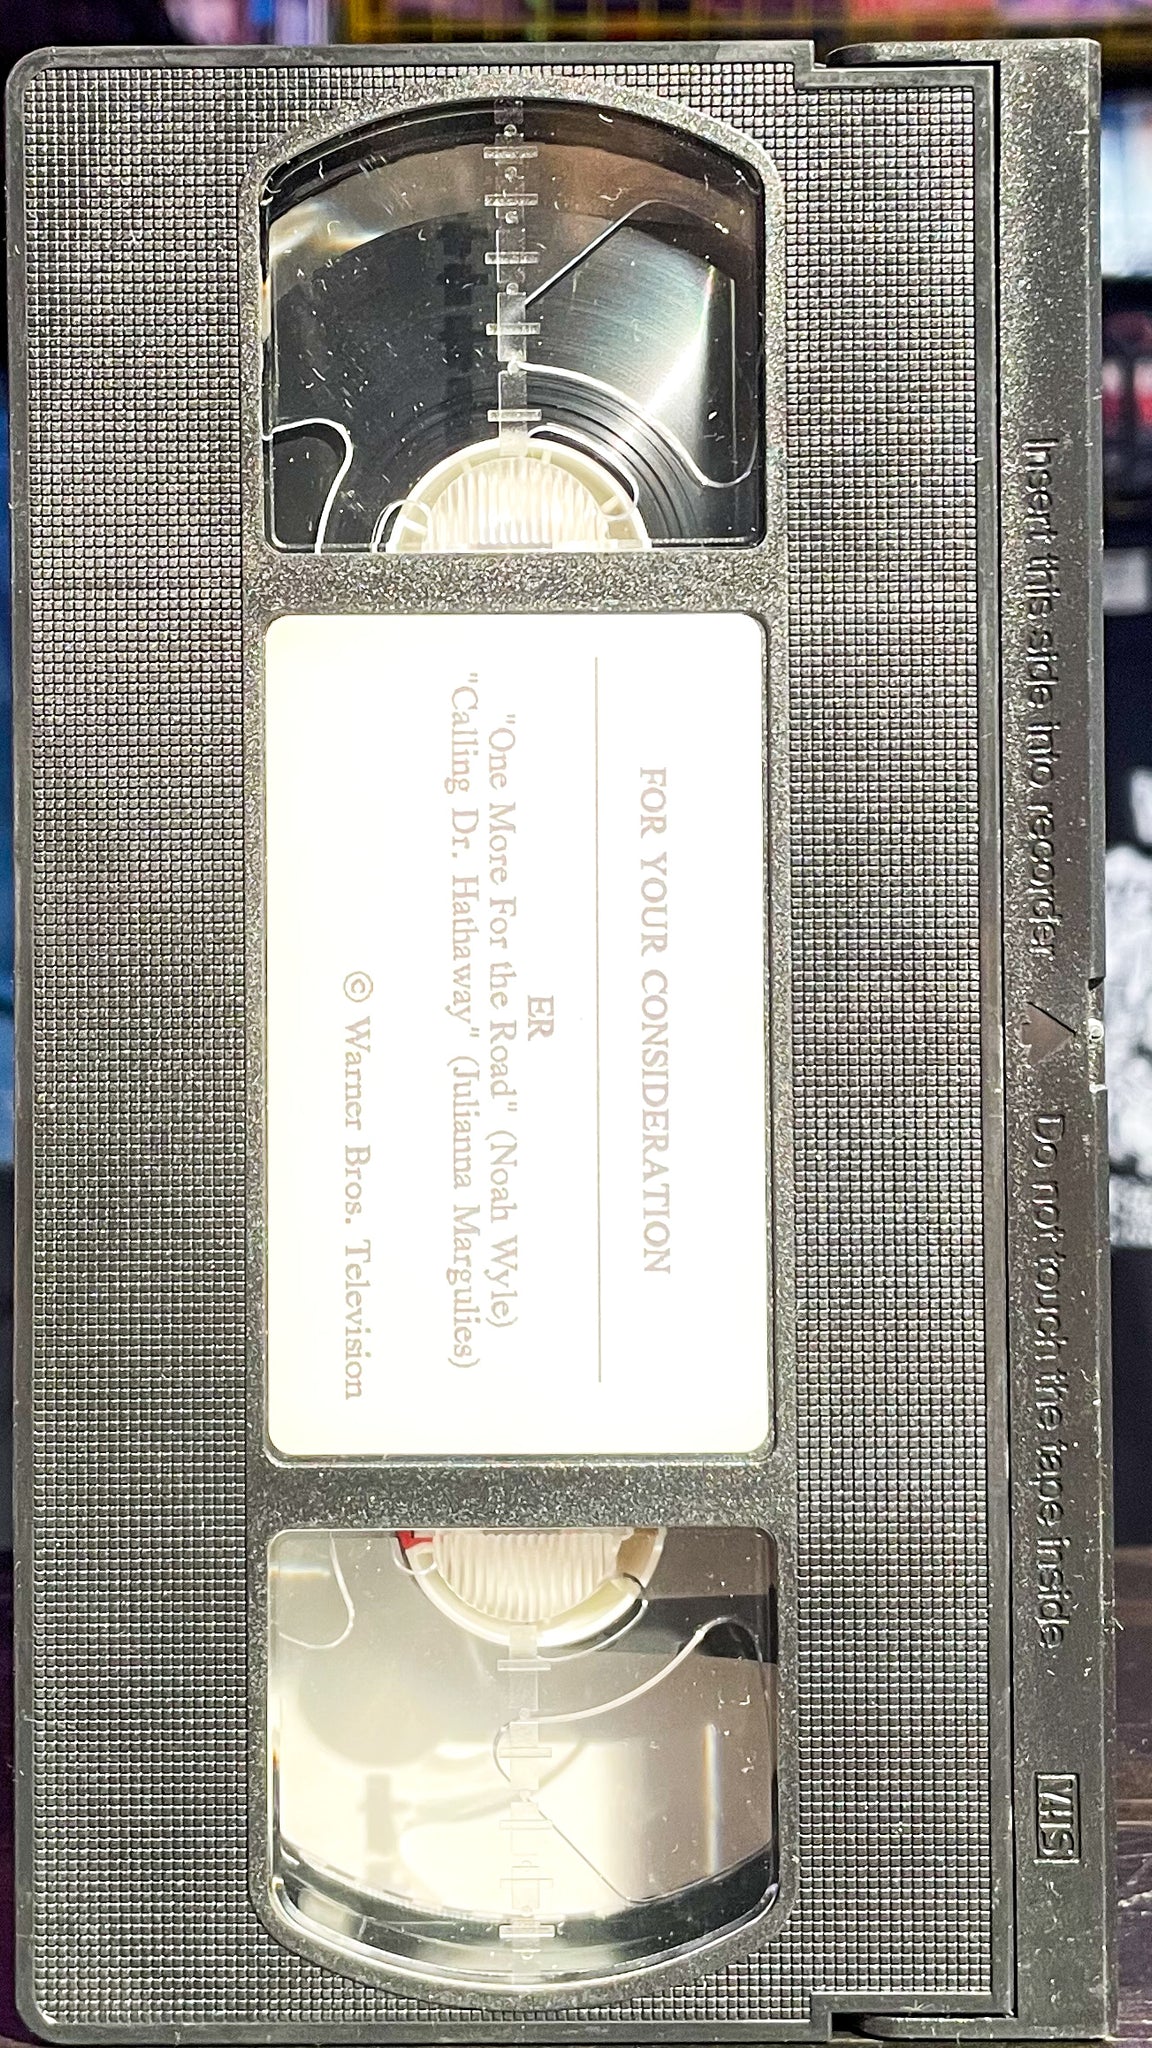 Insert this side into recorder △ Do not touch the tape inside
VHS
FOR YOUR CONSIDERATION
ER
"One More For the Road" (Noah Wyle)
"Calling Dr. Hathaway" (Julianna Margulies)
© Warner Bros. Television